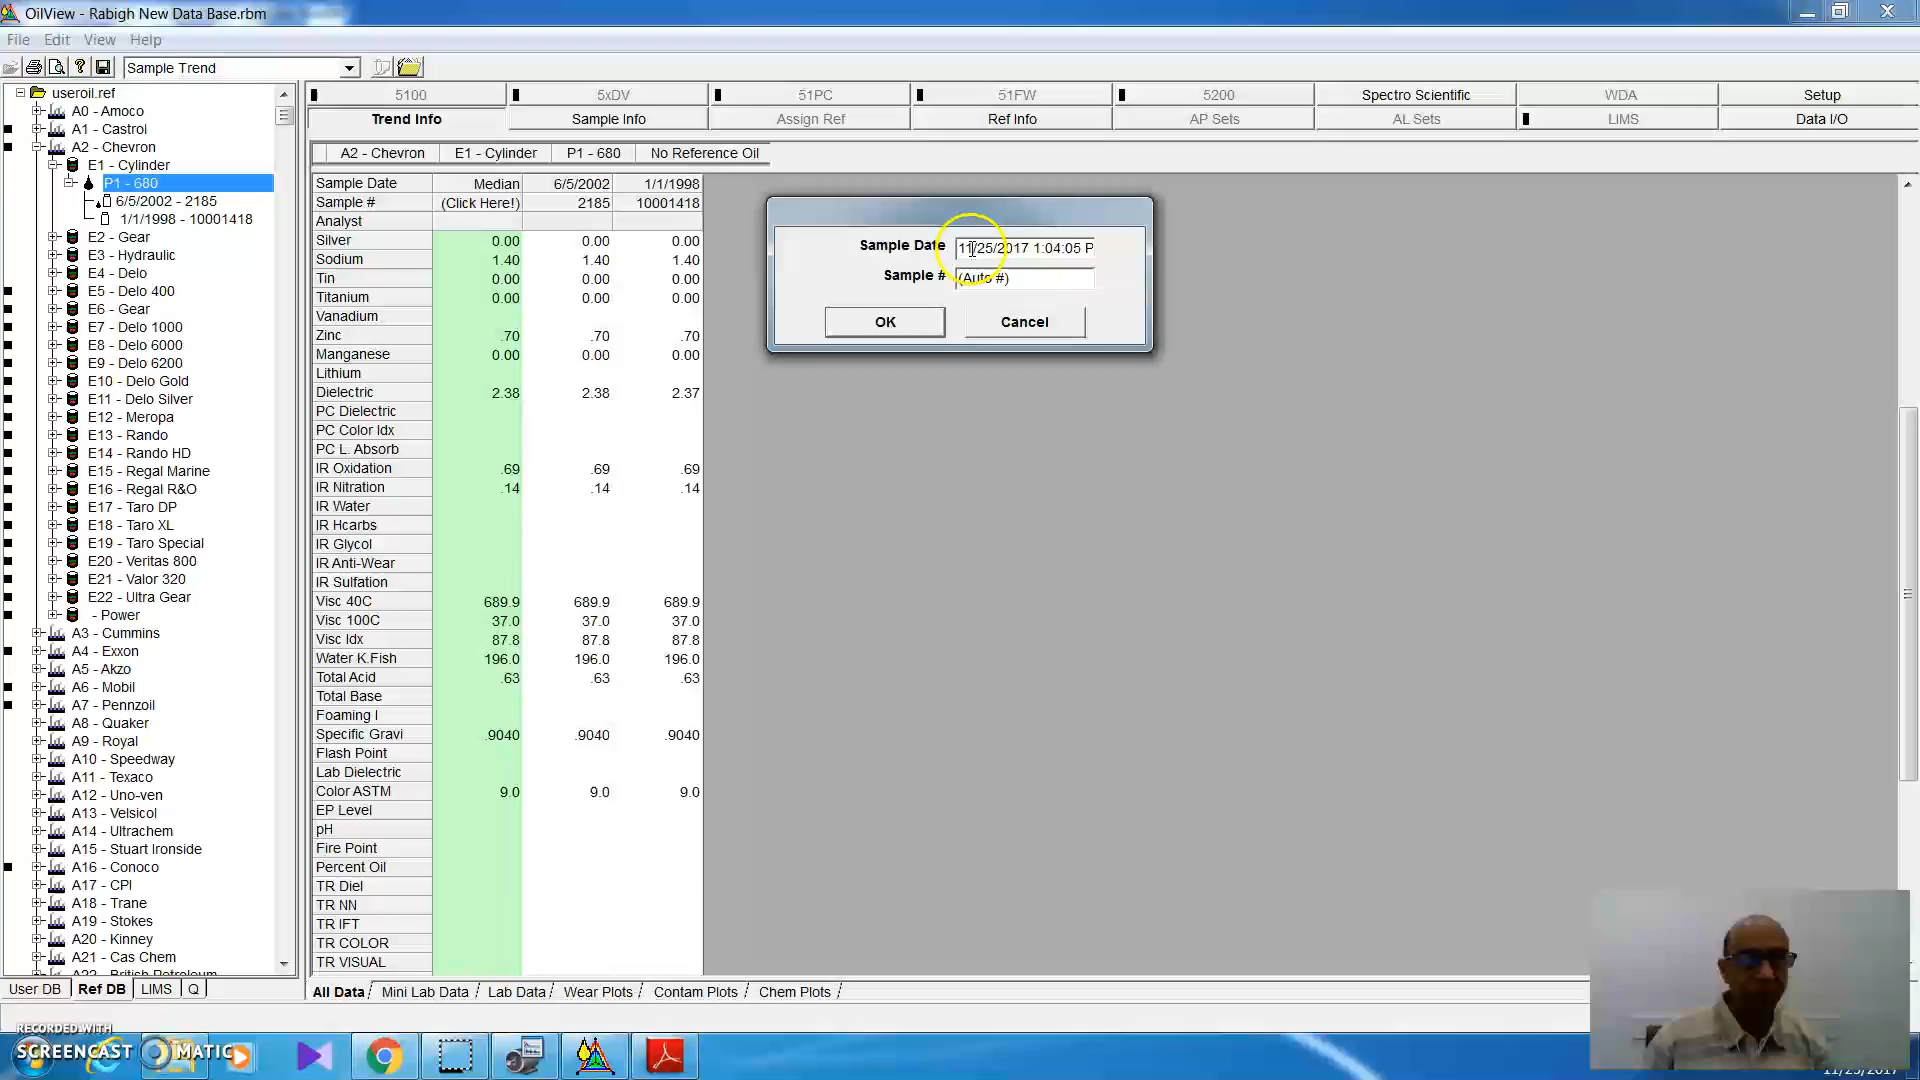 OilView - Rabigh New Data Base.rbm
File Edit View Help
Sample Trend
useroil.ref
A0 - Amoco
A1 - Castrol
A2 - Chevron
E1 - Cylinder
P1 - 680
6/5/2002 - 2185
1/1/1998 - 10001418
E2 - Gear
E3 - Hydraulic
E4 - Delo
E5 - Delo 400
E6 - Gear
E7 - Delo 1000
E8 - Delo 6000
E9 - Delo 6200
E10 - Delo Gold
E11 - Delo Silver
E12 - Meropa
E13 - Rando
E14 - Rando HD
E15 - Regal Marine
E16 - Regal R&O
E17 - Taro DP
E18 - Taro XL
E19 - Taro Special
E20 - Veritas 800
E21 - Valor 320
E22 - Ultra Gear
- Power
A3 - Cummins
A4 - Exxon
A5 - Akzo
A6 - Mobil
A7 - Pennzoil
A8 - Quaker
A9 - Royal
A10 - Speedway
A11 - Texaco
A12 - Uno-ven
A13 - Velsicol
A14 - Ultrachem
A15 - Stuart Ironside
A16 - Conoco
A17 - CPI
A18 - Trane
A19 - Stokes
A20 - Kinney
A21 - Cas Chem
A22 - British Petroleum
User DB Ref DB LIMS Q
5100 5xDV 51PC 51FW 5200 Spectro Scientific WDA Setup
Trend Info Sample Info Assign Ref Ref Info AP Sets AL Sets LIMS Data I/O
A2 - Chevron E1 - Cylinder P1 - 680 No Reference Oil
Sample Date Median 6/5/2002 1/1/1998
Sample # (Click Here!) 2185 10001418
Analyst
Silver 0.00 0.00 0.00
Sodium 1.40 1.40 1.40
Tin 0.00 0.00 0.00
Titanium 0.00 0.00 0.00
Vanadium
Zinc .70 .70 .70
Manganese 0.00 0.00 0.00
Lithium
Dielectric 2.38 2.38 2.37
PC Dielectric
PC Color Idx
PC L. Absorb
IR Oxidation .69 .69 .69
IR Nitration .14 .14 .14
IR Water
IR Hcarbs
IR Glycol
IR Anti-Wear
IR Sulfation
Visc 40C 689.9 689.9 689.9
Visc 100C 37.0 37.0 37.0
Visc Idx 87.8 87.8 87.8
Water K.Fish 196.0 196.0 196.0
Total Acid .63 .63 .63
Total Base
Foaming I
Specific Gravi .9040 .9040 .9040
Flash Point
Lab Dielectric
Color ASTM 9.0 9.0 9.0
EP Level
pH
Fire Point
Percent Oil
TR Diel
TR NN
TR IFT
TR COLOR
TR VISUAL
All Data Mini Lab Data Lab Data Wear Plots Contam Plots Chem Plots
Sample Date 11/25/2017 1:04:05 P
Sample # (Auto #)
OK Cancel
RECORDED WITH
SCREENCAST MATIC
11/25/2017